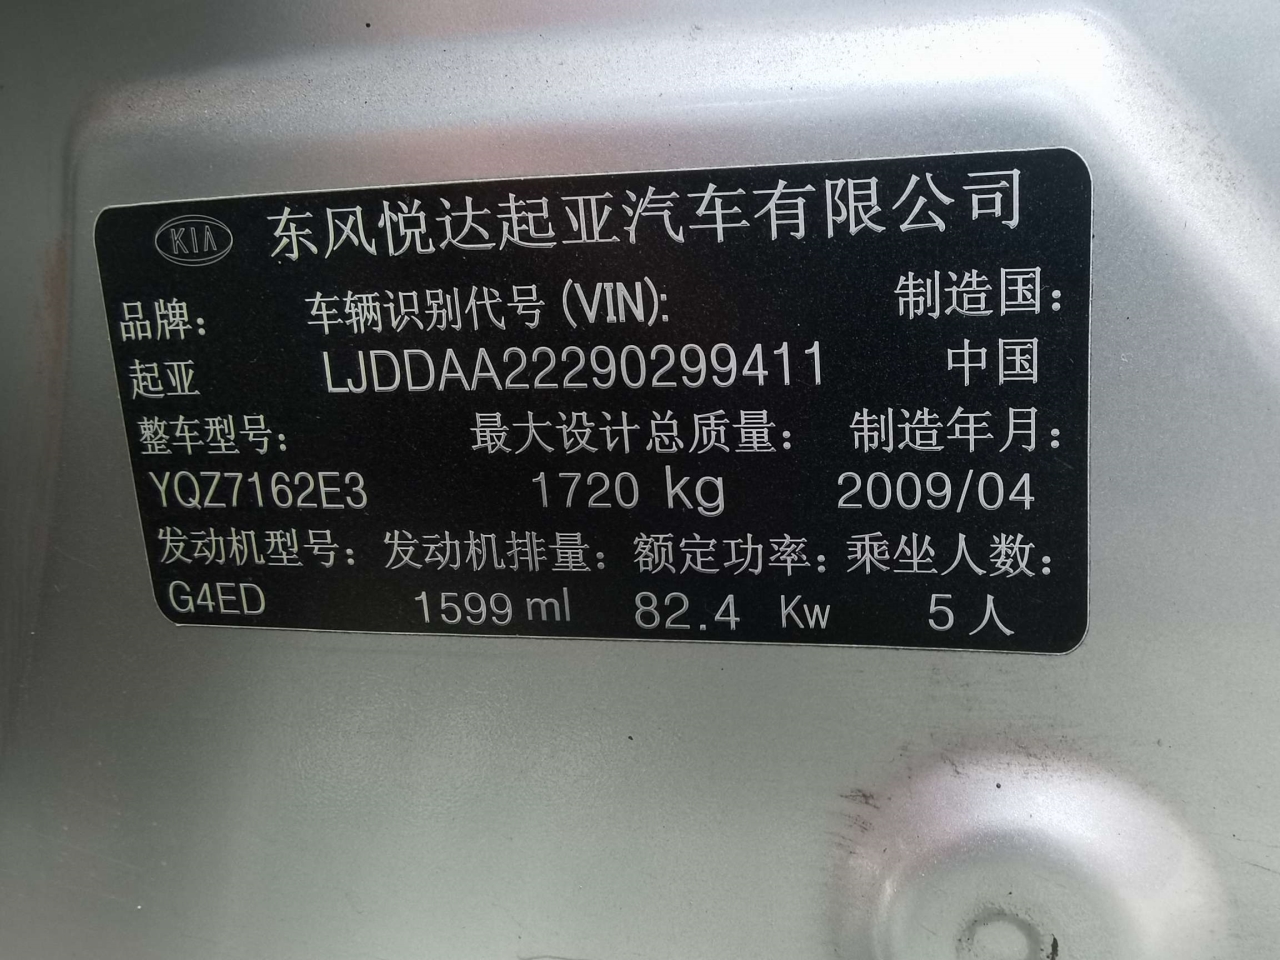 KIA 东风悦达起亚汽车有限公司
品牌： 车辆识别代号 (VIN): 制造国：
起亚 LJDDAA22290299411 中国
整车型号： 最大设计总质量： 制造年月：
YQZ7162E3 1720 kg 2009/04
发动机型号： 发动机排量： 额定功率： 乘坐人数：
G4ED 1599 ml 82.4 Kw 5人